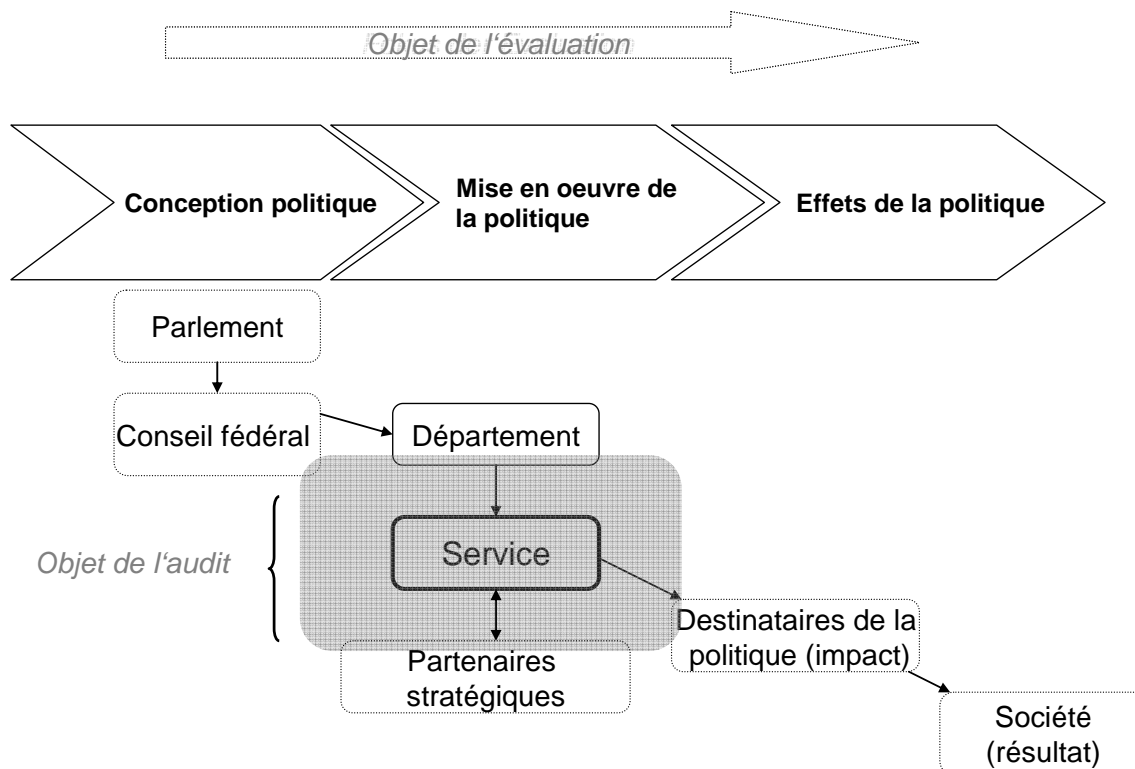 Objet de l‘évaluation
Conception politique
Mise en oeuvre de
la politique
Effets de la politique
Parlement
Conseil fédéral
Département
Objet de l‘audit
Service
Destinataires de la
politique (impact)
Partenaires
stratégiques
Société
(résultat)